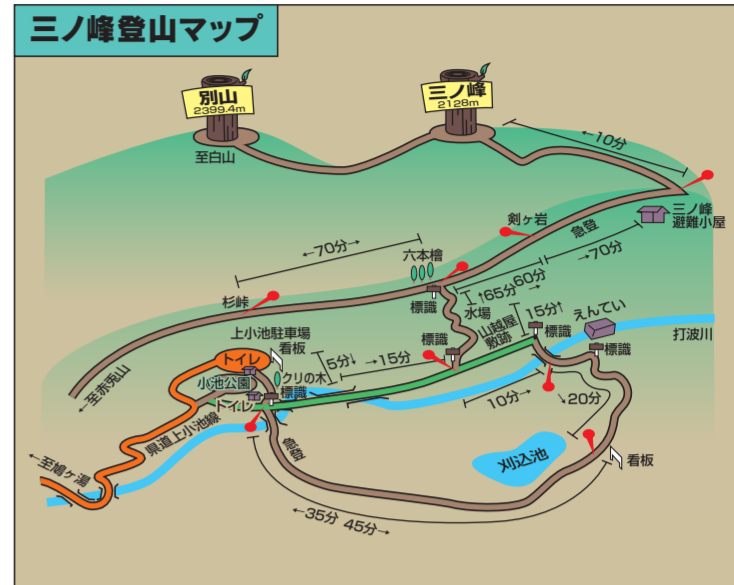 三ノ峰登山マップ
別山
2399.4m
三ノ峰
2128m
至白山
←10分→
三ノ峰
避難小屋
剣ヶ岩
急登
→70分
←70分→
六本檜
60分→
↑65分
水場
標識
杉峠
15分↑
えんてい
山越屋
敷跡
標識
標識
打波川
上小池駐車場
看板
標識
トイレ
5分↓
→15分
小池公園
クリの木
標識
トイレ
←至赤兎山
県道上小池線
10分→
↘20分
急登
刈込池
看板
←至鳩ヶ湯
←35分 45分→